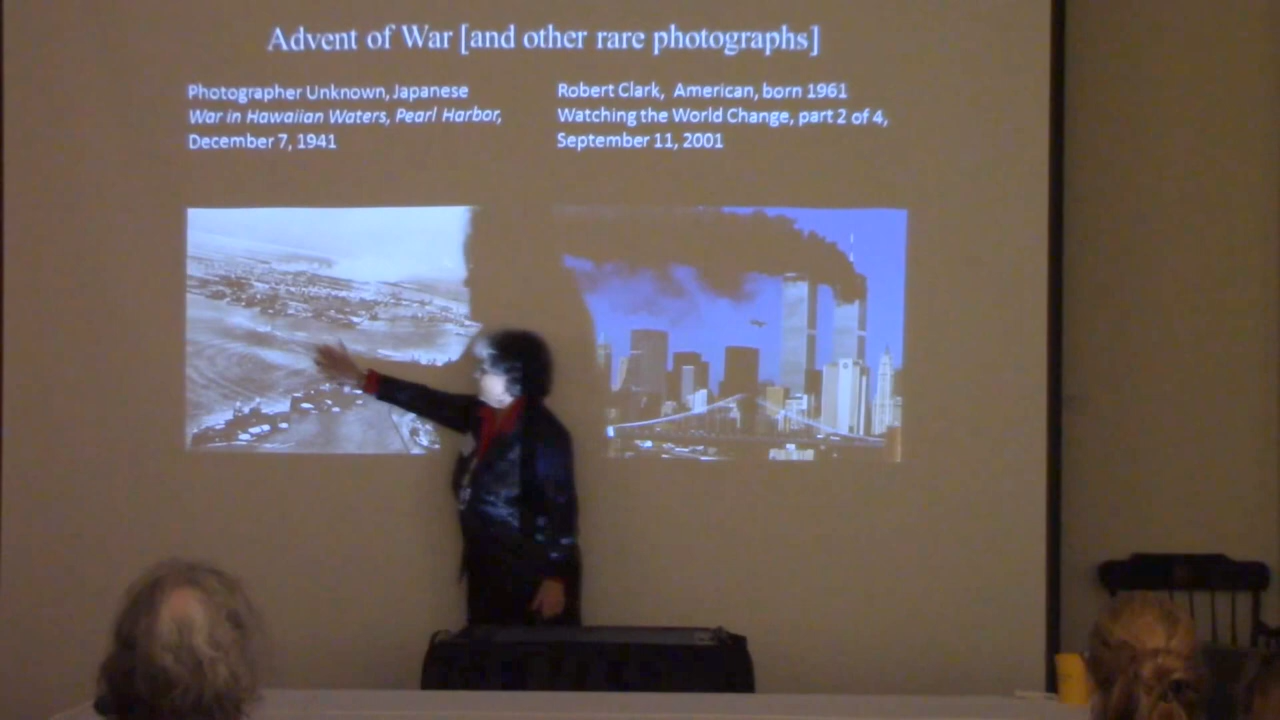 Advent of War [and other rare photographs]
Photographer Unknown, Japanese
War in Hawaiian Waters, Pearl Harbor,
December 7, 1941
Robert Clark, American, born 1961
Watching the World Change, part 2 of 4,
September 11, 2001